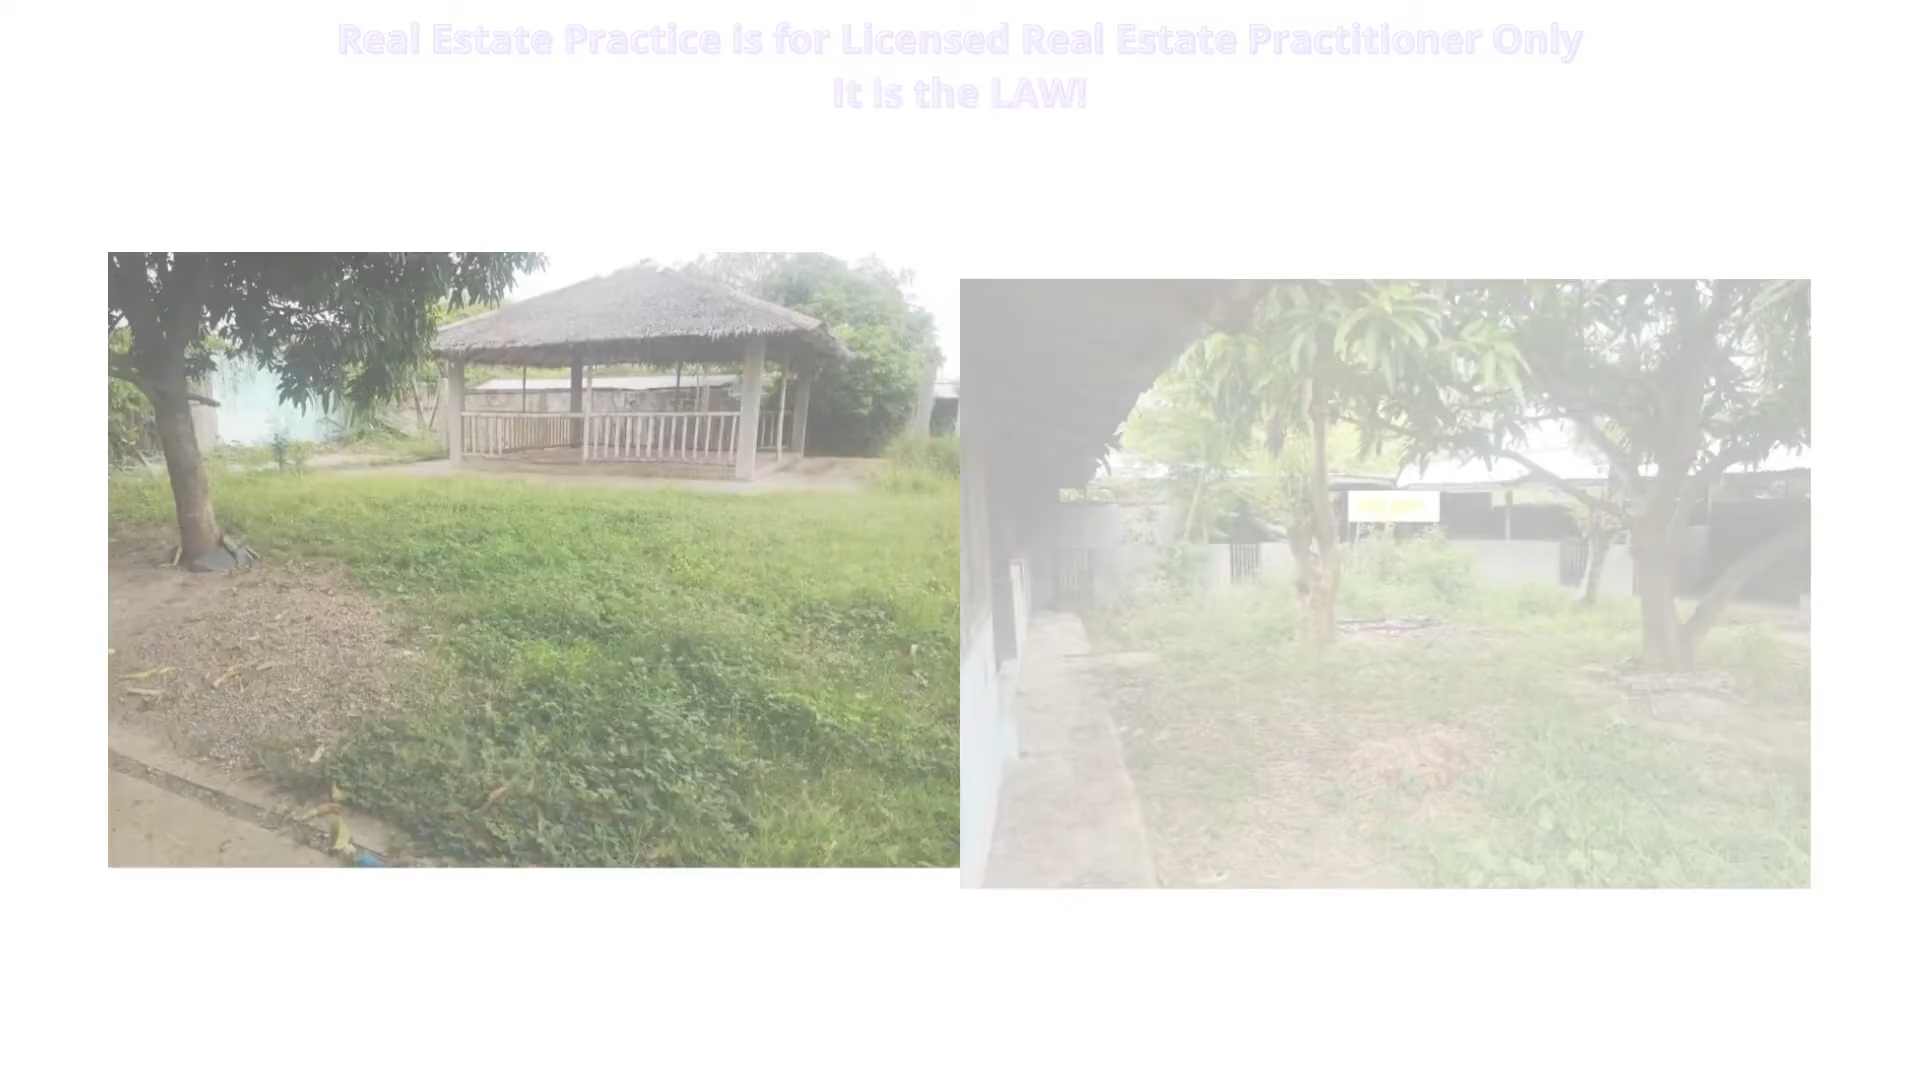 Real Estate Practice is for Licensed Real Estate Practitioner Only
It is the LAW!